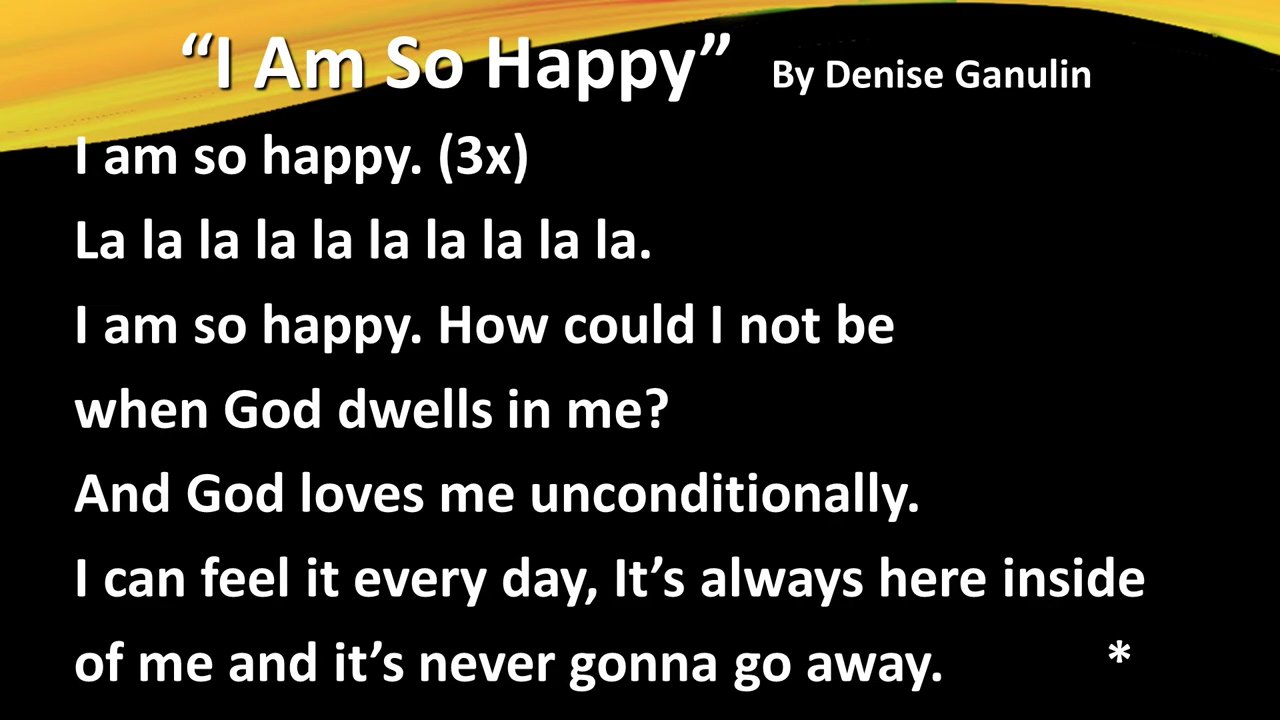 “I Am So Happy” By Denise Ganulin
I am so happy. (3x)
La la la la la la la la la la.
I am so happy. How could I not be
when God dwells in me?
And God loves me unconditionally.
I can feel it every day, It’s always here inside
of me and it’s never gonna go away. *